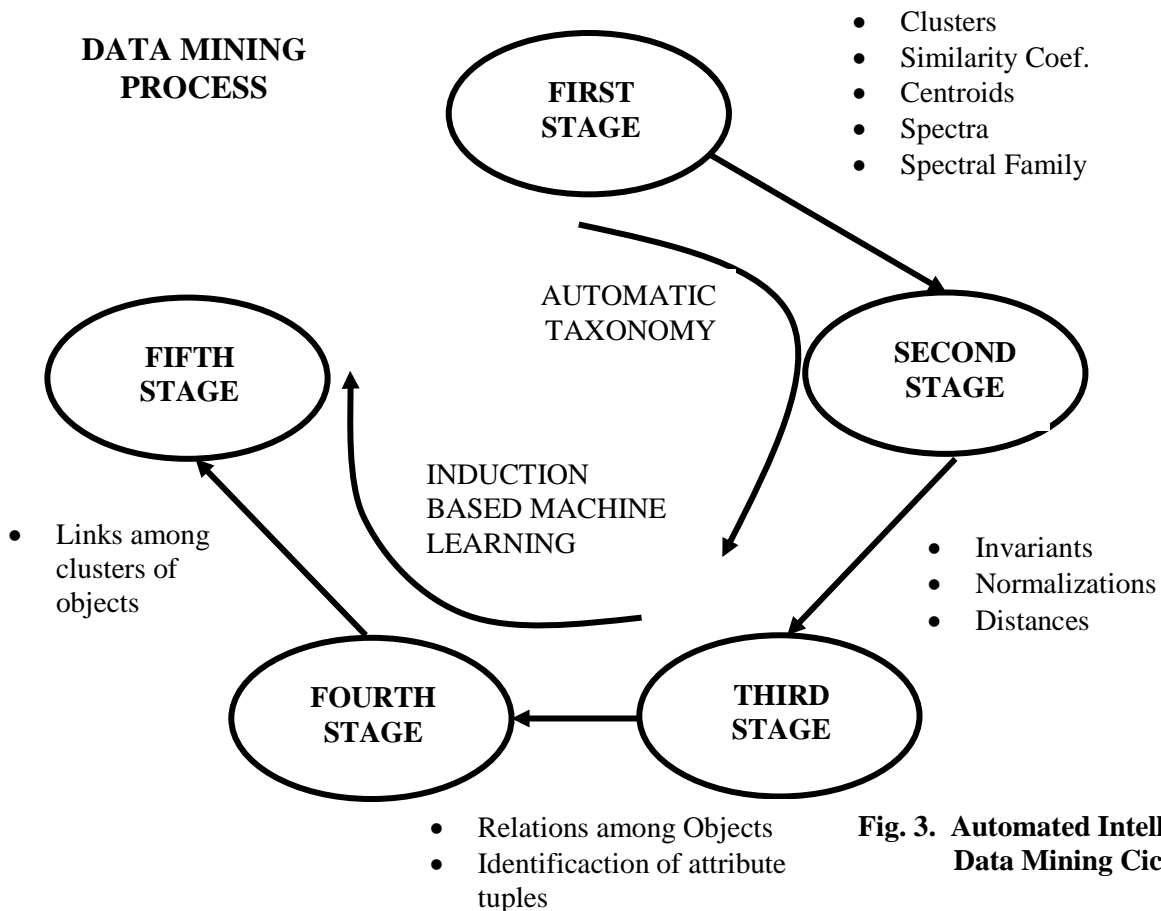 DATA MINING
PROCESS
FIRST
STAGE
• Clusters
• Similarity Coef.
• Centroids
• Spectra
• Spectral Family
AUTOMATIC
TAXONOMY
SECOND
STAGE
FIFTH
STAGE
INDUCTION
BASED MACHINE
LEARNING
• Links among
clusters of
objects
• Invariants
• Normalizations
• Distances
FOURTH
STAGE
THIRD
STAGE
• Relations among Objects
• Identificaction of attribute
tuples
Fig. 3. Automated Intell
Data Mining Cic